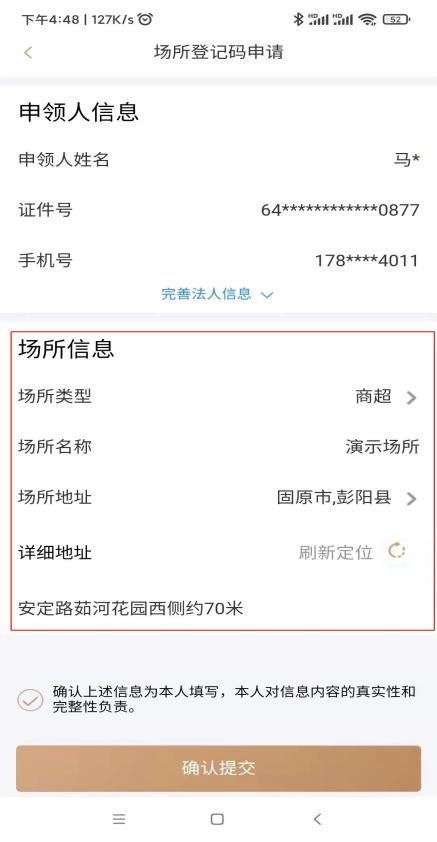 下午4:48 | 127K/s
HD HD 52
场所登记码申请
申领人信息
申领人姓名 马*
证件号 64************0877
手机号 178****4011
完善法人信息
场所信息
场所类型 商超
场所名称 演示场所
场所地址 固原市,彭阳县
详细地址 刷新定位
安定路茹河花园西侧约70米
确认上述信息为本人填写，本人对信息内容的真实性和
完整性负责。
确认提交